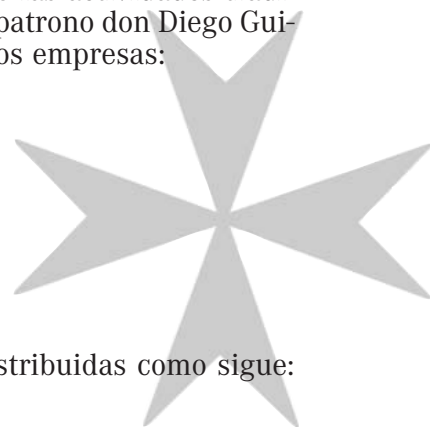 patrono don Diego Gui-
os empresas:
stribuidas como sigue: